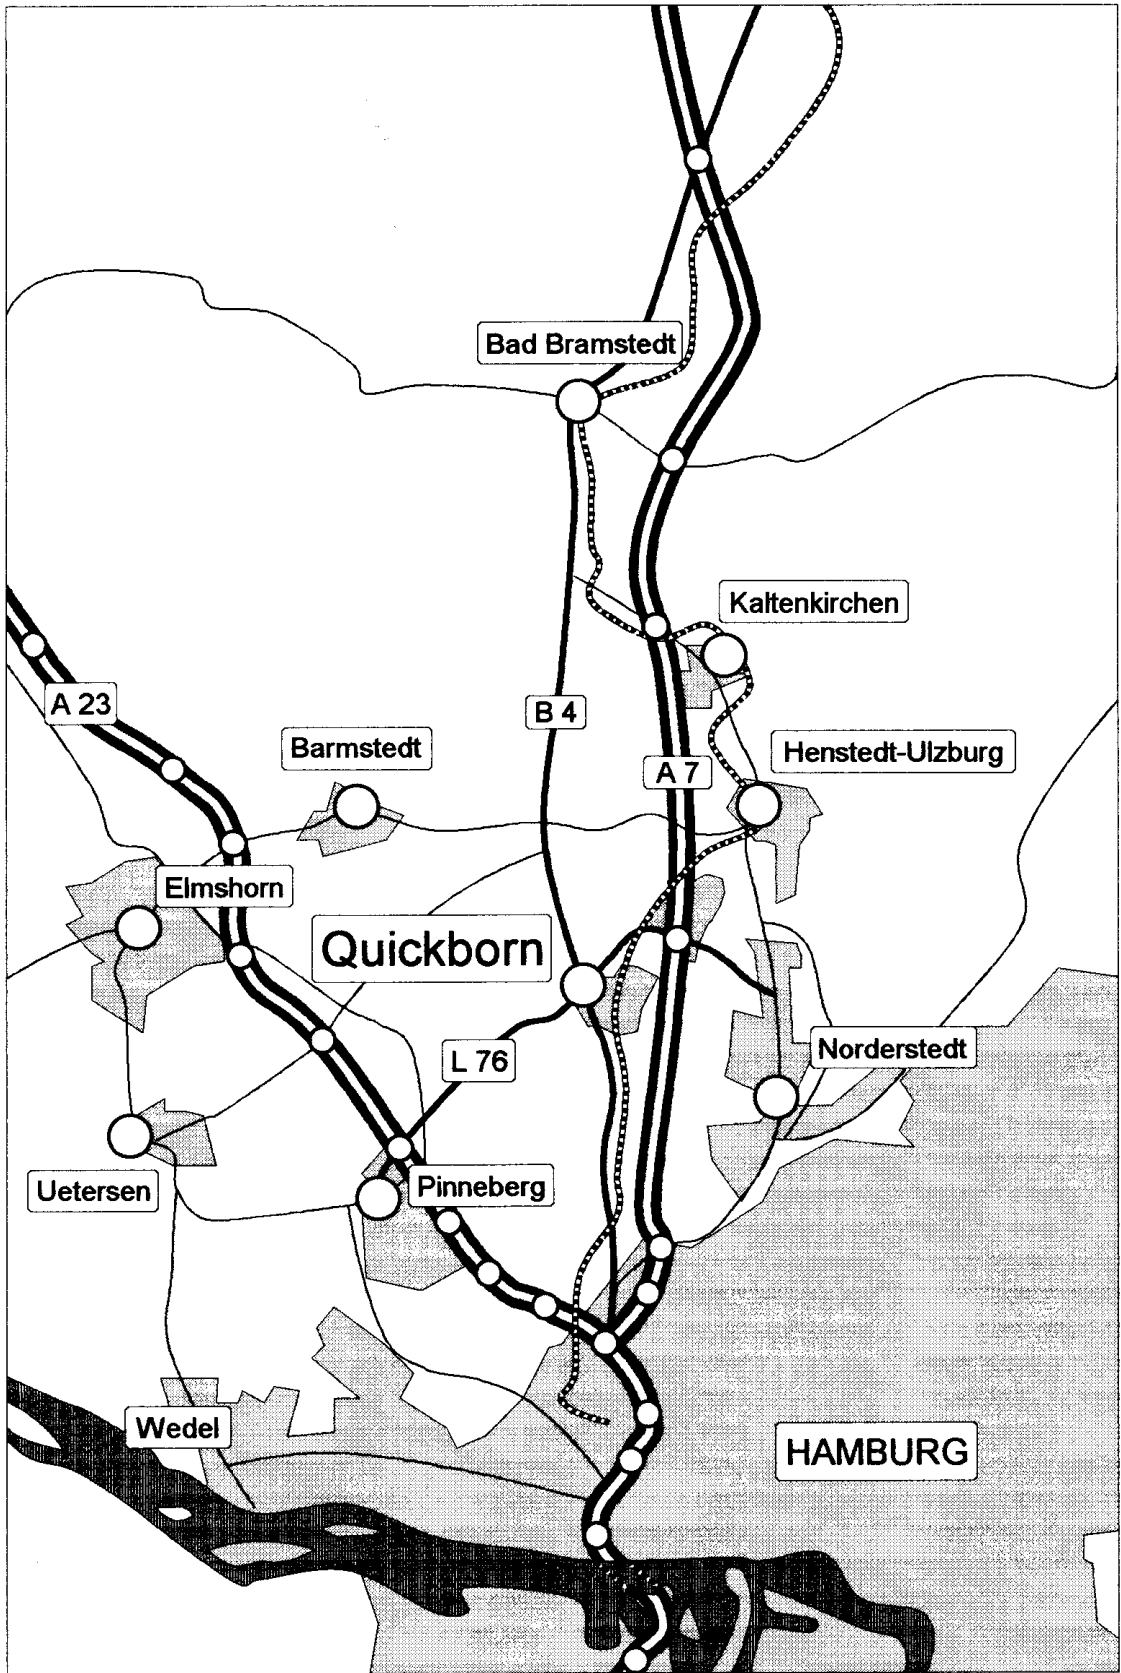 Bad Bramstedt
Kaltenkirchen
A 23
B 4
Barmstedt
Henstedt-Ulzburg
A 7
Elmshorn
Quickborn
L 76
Norderstedt
Uetersen
Pinneberg
Wedel
HAMBURG